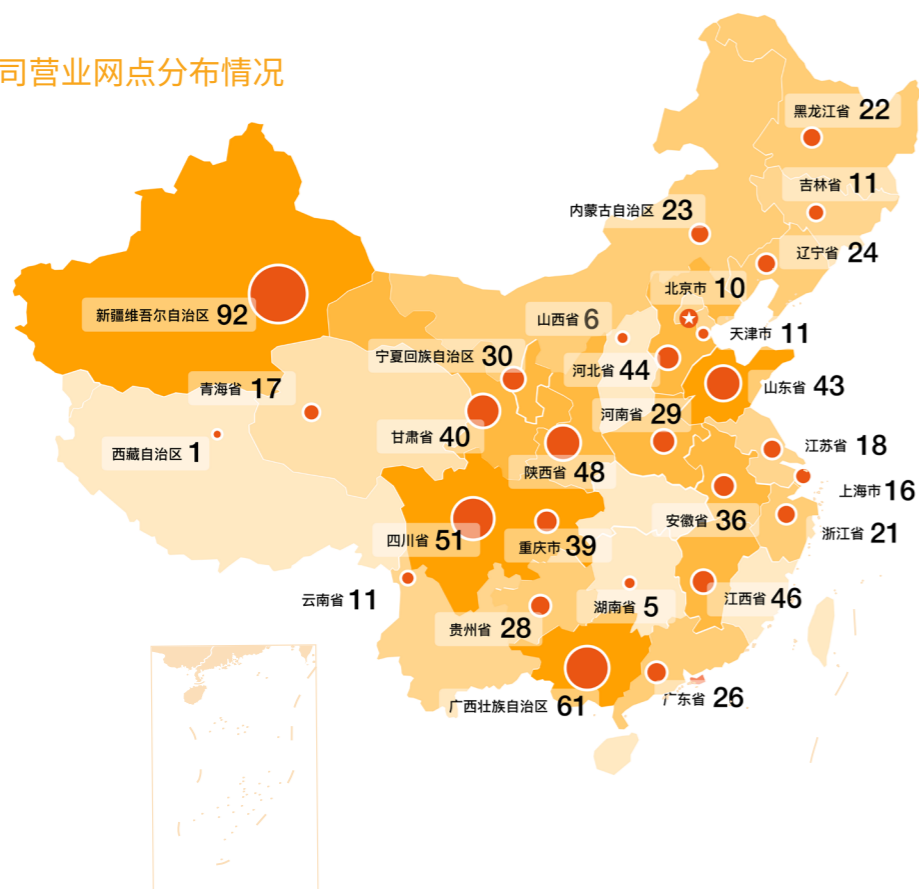 司营业网点分布情况
黑龙江省 22
吉林省 11
内蒙古自治区 23
辽宁省 24
北京市 10
新疆维吾尔自治区 92
山西省 6
天津市 11
宁夏回族自治区 30
河北省 44
山东省 43
青海省 17
河南省 29
甘肃省 40
江苏省 18
西藏自治区 1
陕西省 48
上海市 16
安徽省 36
浙江省 21
四川省 51
重庆市 39
云南省 11
湖南省 5
江西省 46
贵州省 28
广西壮族自治区 61
广东省 26